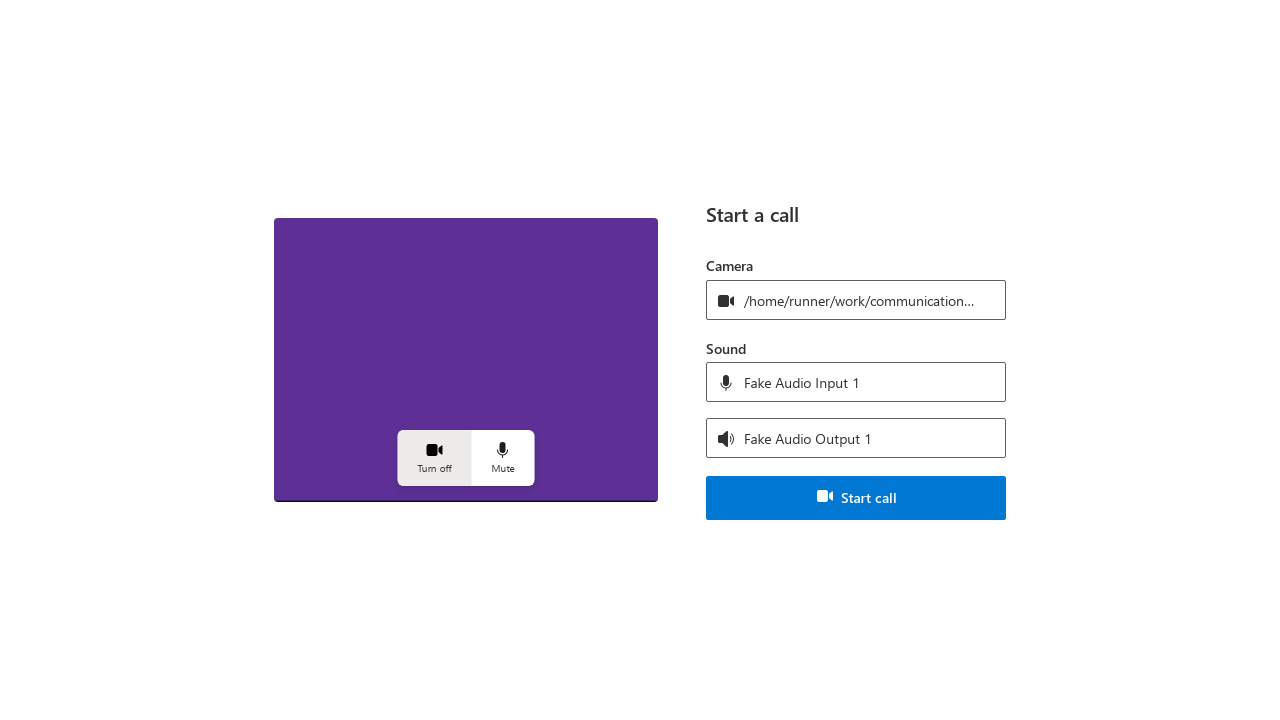 Start a call
Camera
/home/runner/work/communication...
Sound
Fake Audio Input 1
Fake Audio Output 1
Turn off
Mute
Start call